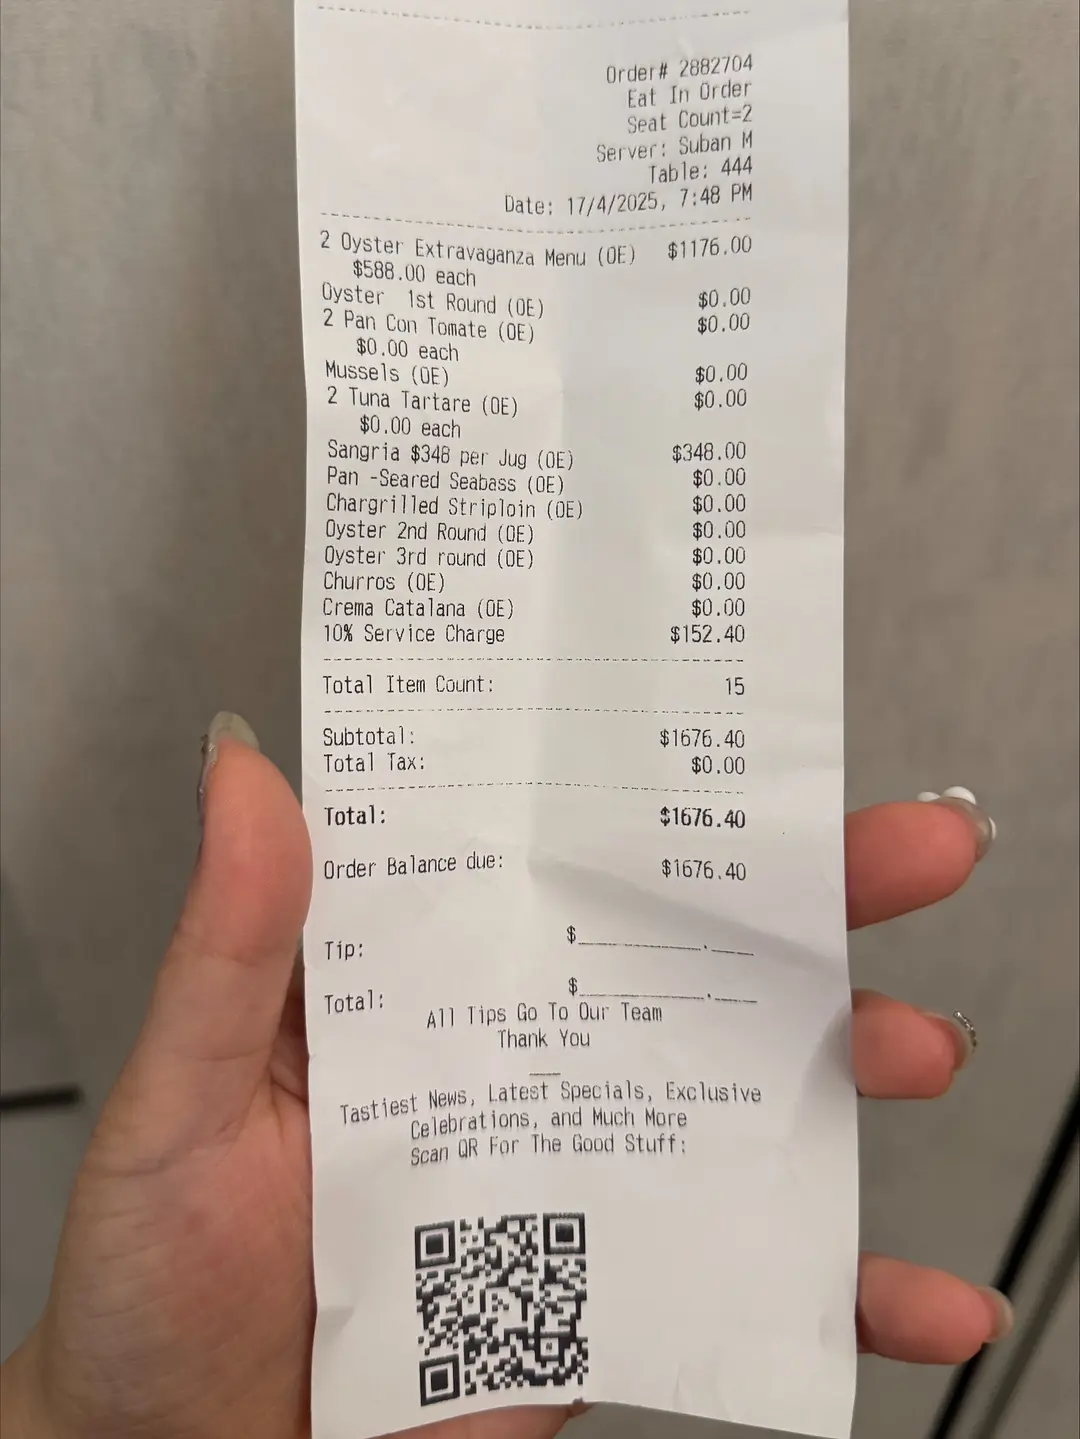 Order# 2882704
Eat In Order
Seat Count=2
Server: Suban M
Table: 444
Date: 17/4/2025, 7:48 PM
2 Oyster Extravaganza Menu (OE) $1176.00
$588.00 each
Oyster 1st Round (OE) $0.00
2 Pan Con Tomate (OE) $0.00
$0.00 each
Mussels (OE) $0.00
2 Tuna Tartare (OE) $0.00
$0.00 each
Sangria $348 per Jug (OE) $348.00
Pan -Seared Seabass (OE) $0.00
Chargrilled Striploin (OE) $0.00
Oyster 2nd Round (OE) $0.00
Oyster 3rd round (OE) $0.00
Churros (OE) $0.00
Crema Catalana (OE) $0.00
10% Service Charge $152.40
Total Item Count: 15
Subtotal: $1676.40
Total Tax: $0.00
Total: $1676.40
Order Balance due: $1676.40
Tip: $________.___
Total: $________.___
All Tips Go To Our Team
Thank You
Tastiest News, Latest Specials, Exclusive
Celebrations, and Much More
Scan QR For The Good Stuff: